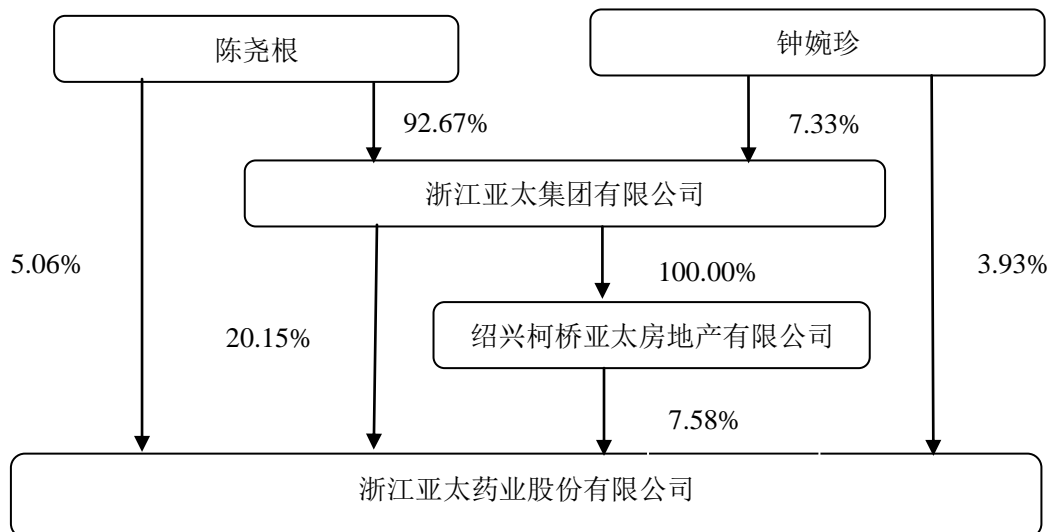 陈尧根
钟婉珍
92.67%
7.33%
浙江亚太集团有限公司
5.06%
100.00%
3.93%
20.15%
绍兴柯桥亚太房地产有限公司
7.58%
浙江亚太药业股份有限公司